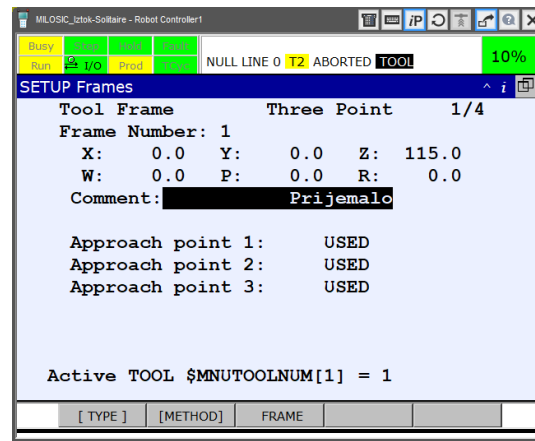 MILOSIC_Iztok-Solitaire - Robot Controller1
Busy Step Hold Fault
Run I/O Prod TCyc
NULL LINE 0 T2 ABORTED TOOL
10%
SETUP Frames
Tool Frame Three Point 1/4
Frame Number: 1
X: 0.0 Y: 0.0 Z: 115.0
W: 0.0 P: 0.0 R: 0.0
Comment: Prijemalo
Approach point 1: USED
Approach point 2: USED
Approach point 3: USED
Active TOOL $MNUTOOLNUM[1] = 1
[ TYPE ] [METHOD] FRAME